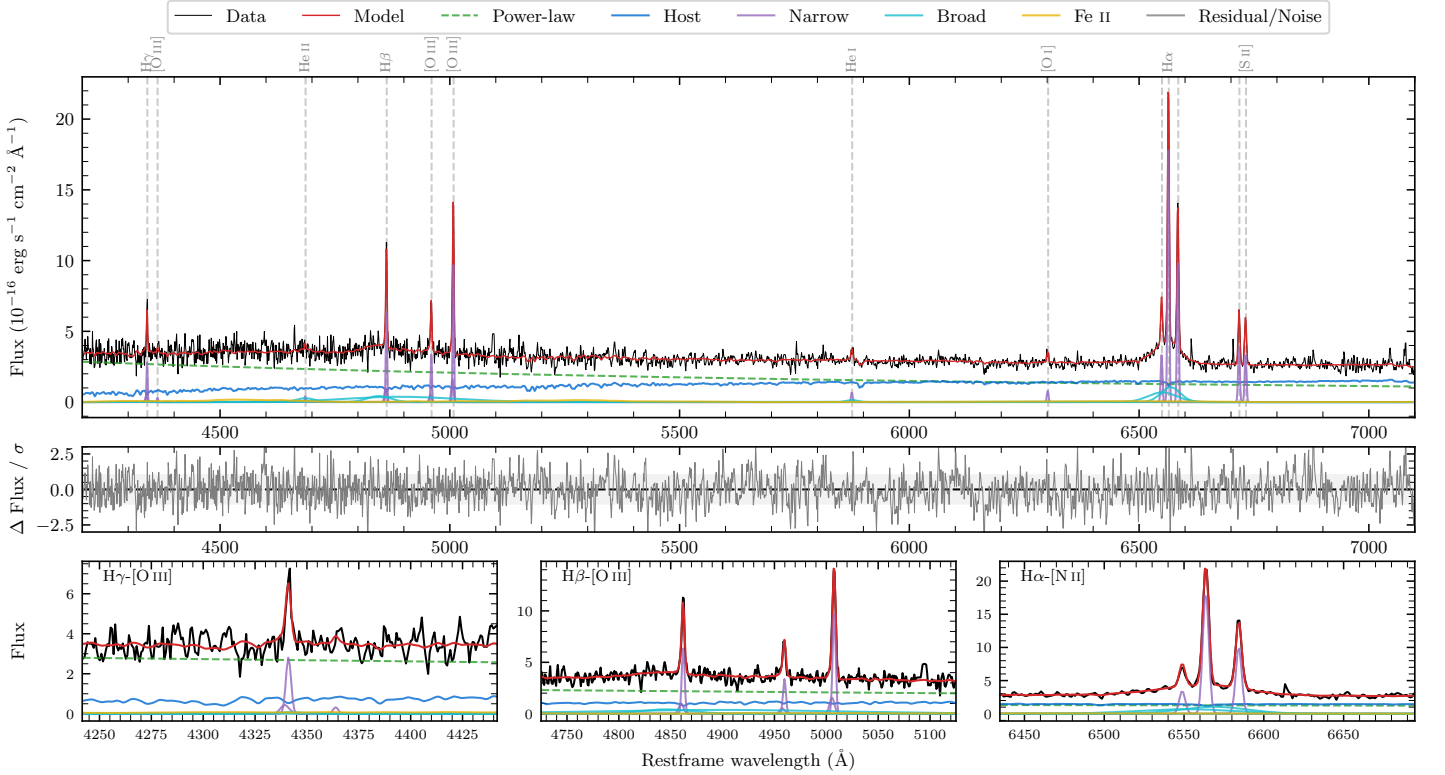 Data Model Power-law Host Narrow Broad Fe II Residual/Noise
Hγ [O III] He II Hβ [O III] [O III] He I [O I] Hα [S II]
Flux (10⁻¹⁶ erg s⁻¹ cm⁻² Å⁻¹)
20
15
10
5
0
4500 5000 5500 6000 6500 7000
Δ Flux / σ
2.5
0.0
−2.5
4500 5000 5500 6000 6500 7000
Flux
Hγ-[O III]
6
4
2
0
4250 4275 4300 4325 4350 4375 4400 4425
Hβ-[O III]
10
5
0
4750 4800 4850 4900 4950 5000 5050 5100
Hα-[N II]
20
15
10
5
0
6450 6500 6550 6600 6650
Restframe wavelength (Å)